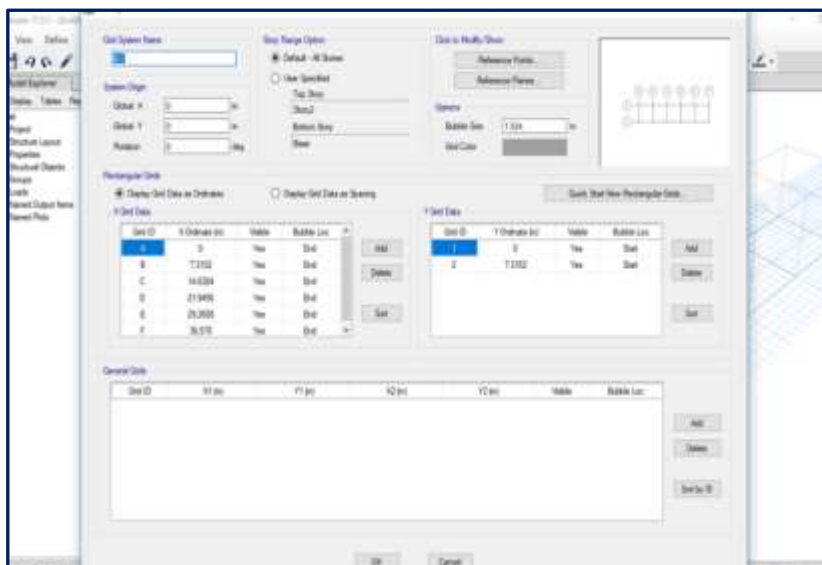 View Define
Model Explorer
Display Tables
Project
Structure Layout
Properties
Structural Objects
Groups
Loads
Named Output Items
Named Plots
Grid System Name
System Origin
Global X 0 m
Global Y 0 m
Rotation 0 deg
Story Range Option
Default - All Stories
User Specified
Top Story
Story2
Bottom Story
Base
Click to Modify/Show:
Reference Points...
Reference Planes...
Options
Bubble Size 1.524 m
Grid Color
Rectangular Grids
Display Grid Data as Ordinates Display Grid Data as Spacing Quick Start New Rectangular Grids...
X Grid Data
Grid ID X Ordinate (m) Visible Bubble Loc
A 0 Yes End
B 7.3152 Yes End
C 14.6304 Yes End
D 21.9456 Yes End
E 29.2608 Yes End
F 36.576 Yes End
Add
Delete
Sort
Y Grid Data
Grid ID Y Ordinate (m) Visible Bubble Loc
1 0 Yes Start
2 7.3152 Yes Start
Add
Delete
Sort
General Grids
Grid ID X1 (m) Y1 (m) X2 (m) Y2 (m) Visible Bubble Loc
Add
Delete
Sort by ID
OK Cancel